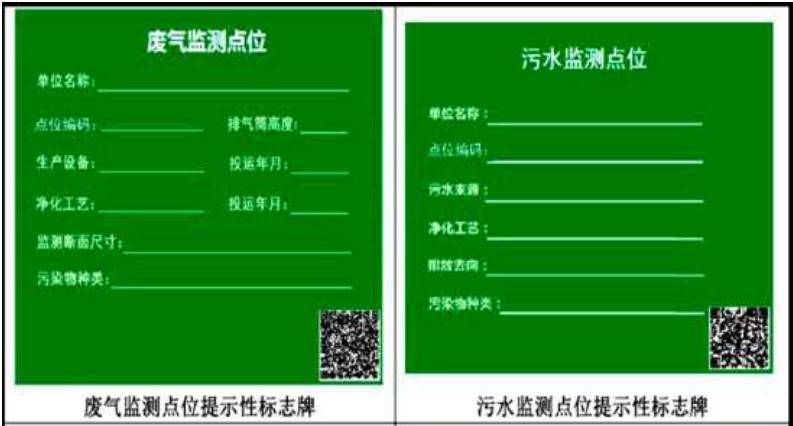 废气监测点位
单位名称:
点位编码: 排气筒高度:
生产设备: 投运年月:
净化工艺: 投运年月:
监测断面尺寸:
污染物种类:
废气监测点位提示性标志牌
污水监测点位
单位名称:
点位编码:
污水来源:
净化工艺:
排放去向:
污染物种类:
污水监测点位提示性标志牌